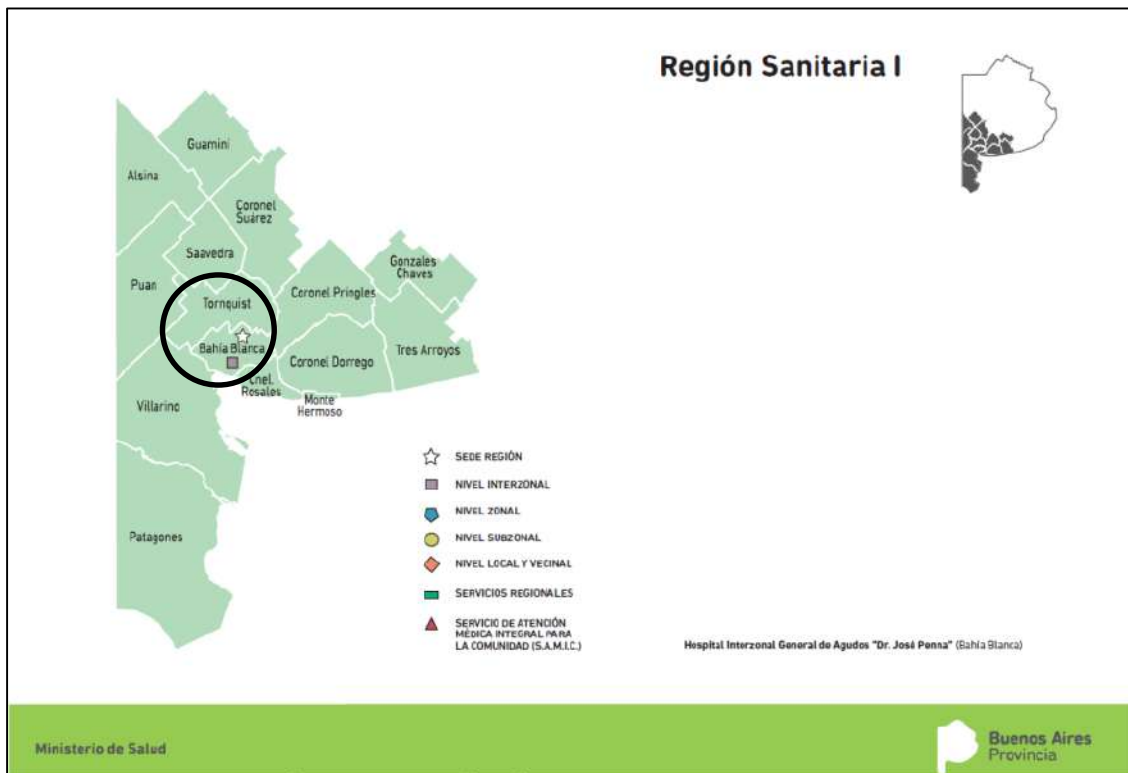 Región Sanitaria I
Guaminí
Alsina
Coronel
Suárez
Saavedra
Gonzales
Chaves
Puan
Coronel Pringles
Tornquist
Bahía Blanca
Tres Arroyos
Coronel Dorrego
Cnel.
Rosales
Monte
Hermoso
Villarino
Patagones
SEDE REGIÓN
NIVEL INTERZONAL
NIVEL ZONAL
NIVEL SUBZONAL
NIVEL LOCAL Y VECINAL
SERVICIOS REGIONALES
SERVICIO DE ATENCIÓN
MÉDICA INTEGRAL PARA
LA COMUNIDAD (S.A.M.I.C.)
Hospital Interzonal General de Agudos "Dr. José Penna" (Bahía Blanca)
Ministerio de Salud
Buenos Aires
Provincia